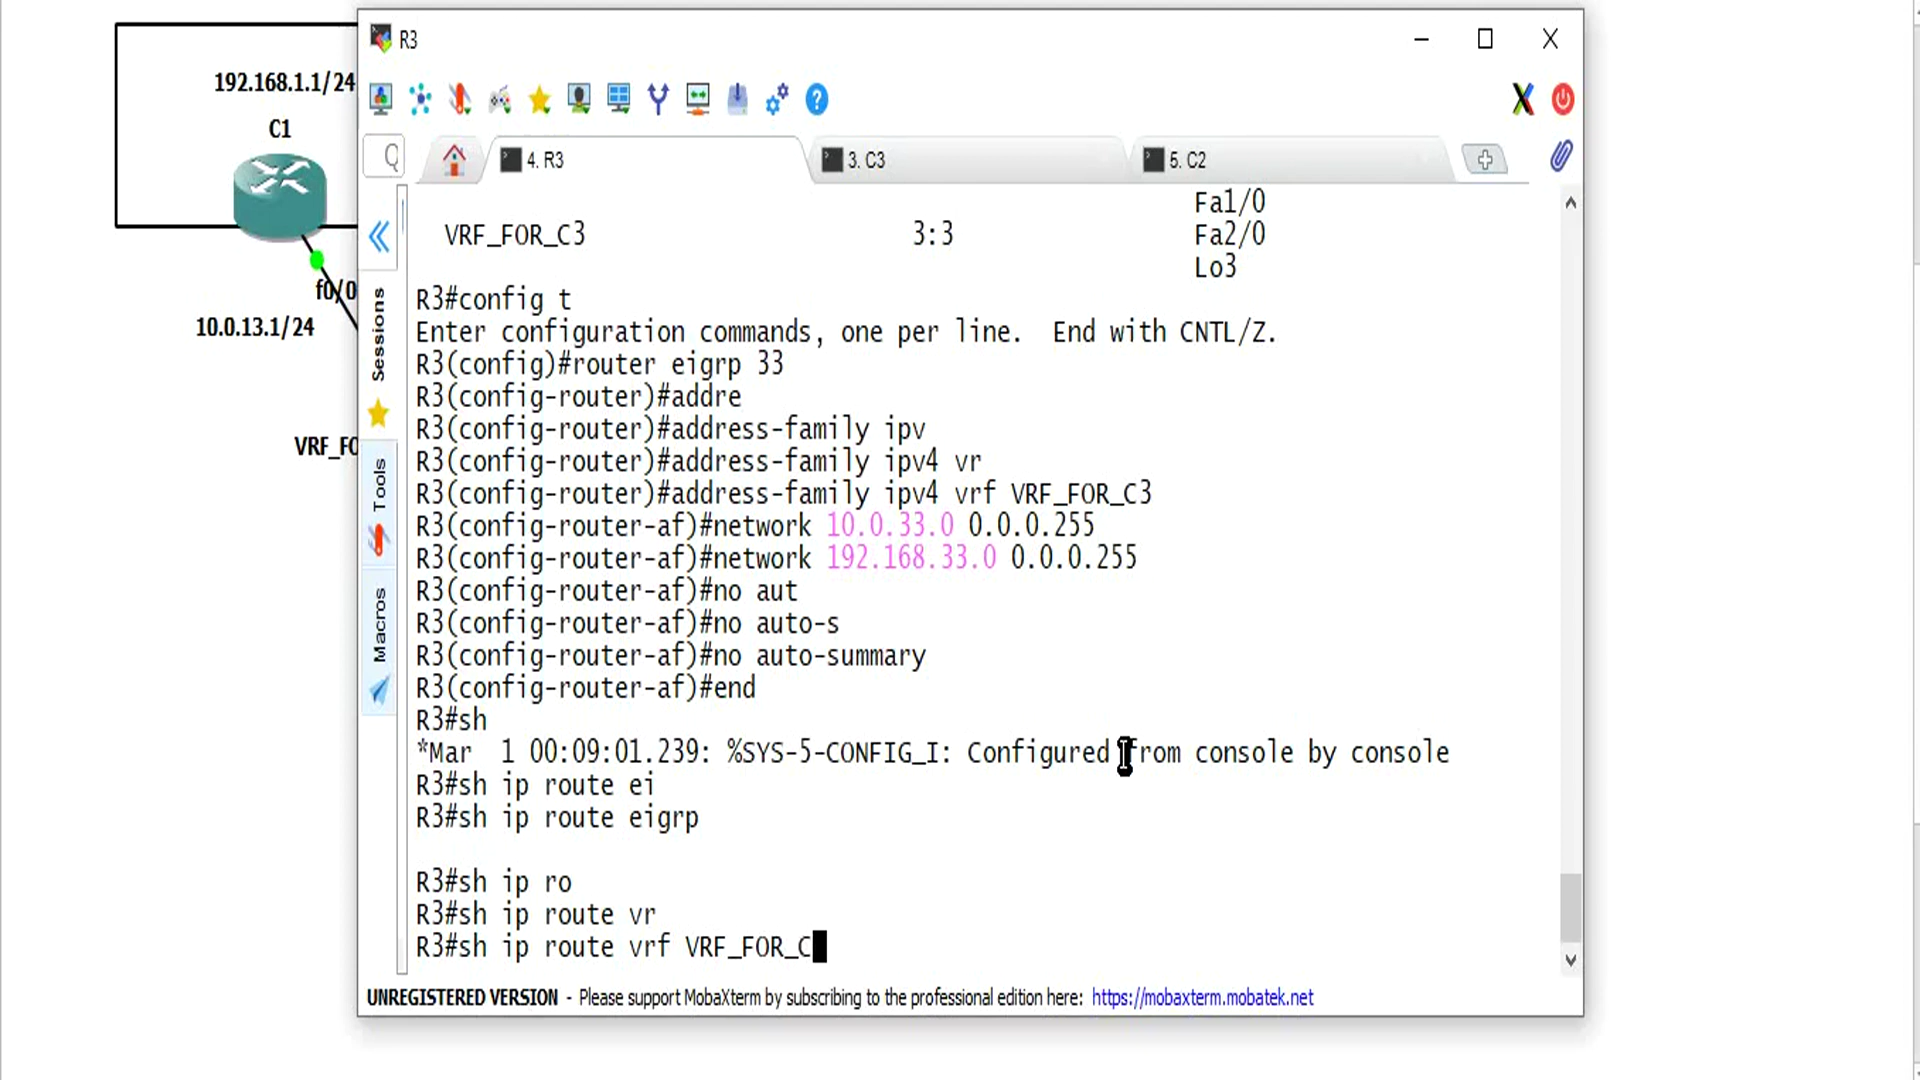 R3
192.168.1.1/24
C1
f0/0
10.0.13.1/24
VRF_FO
4. R3
3. C3
5. C2
Sessions
Tools
Macros
Fa1/0
VRF_FOR_C3 3:3 Fa2/0
Lo3
R3#config t
Enter configuration commands, one per line. End with CNTL/Z.
R3(config)#router eigrp 33
R3(config-router)#addre
R3(config-router)#address-family ipv
R3(config-router)#address-family ipv4 vr
R3(config-router)#address-family ipv4 vrf VRF_FOR_C3
R3(config-router-af)#network 10.0.33.0 0.0.0.255
R3(config-router-af)#network 192.168.33.0 0.0.0.255
R3(config-router-af)#no aut
R3(config-router-af)#no auto-s
R3(config-router-af)#no auto-summary
R3(config-router-af)#end
R3#sh
*Mar 1 00:09:01.239: %SYS-5-CONFIG_I: Configured from console by console
R3#sh ip route ei
R3#sh ip route eigrp
R3#sh ip ro
R3#sh ip route vr
R3#sh ip route vrf VRF_FOR_C
UNREGISTERED VERSION - Please support MobaXterm by subscribing to the professional edition here: https://mobaxterm.mobatek.net